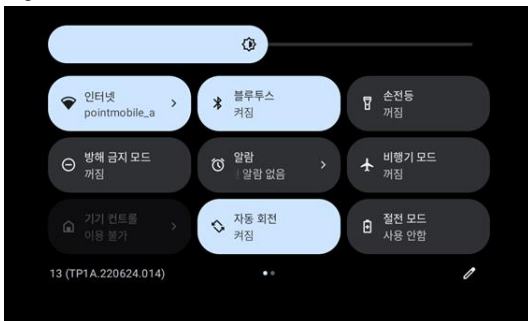 인터넷
pointmobile_a
블루투스
켜짐
손전등
꺼짐
방해 금지 모드
꺼짐
알람
알람 없음
비행기 모드
꺼짐
기기 컨트롤
이용 불가
자동 회전
켜짐
절전 모드
사용 안함
13 (TP1A.220624.014)